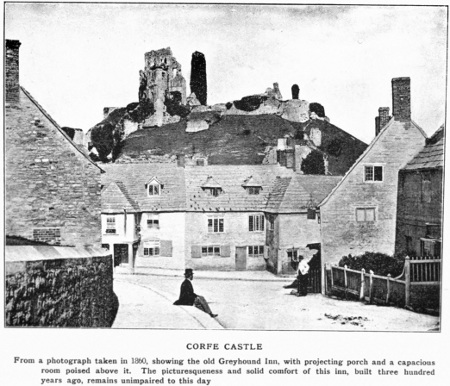 CORFE CASTLE
From a photograph taken in 1860, showing the old Greyhound Inn, with projecting porch and a capacious
room poised above it. The picturesqueness and solid comfort of this inn, built three hundred
years ago, remains unimpaired to this day